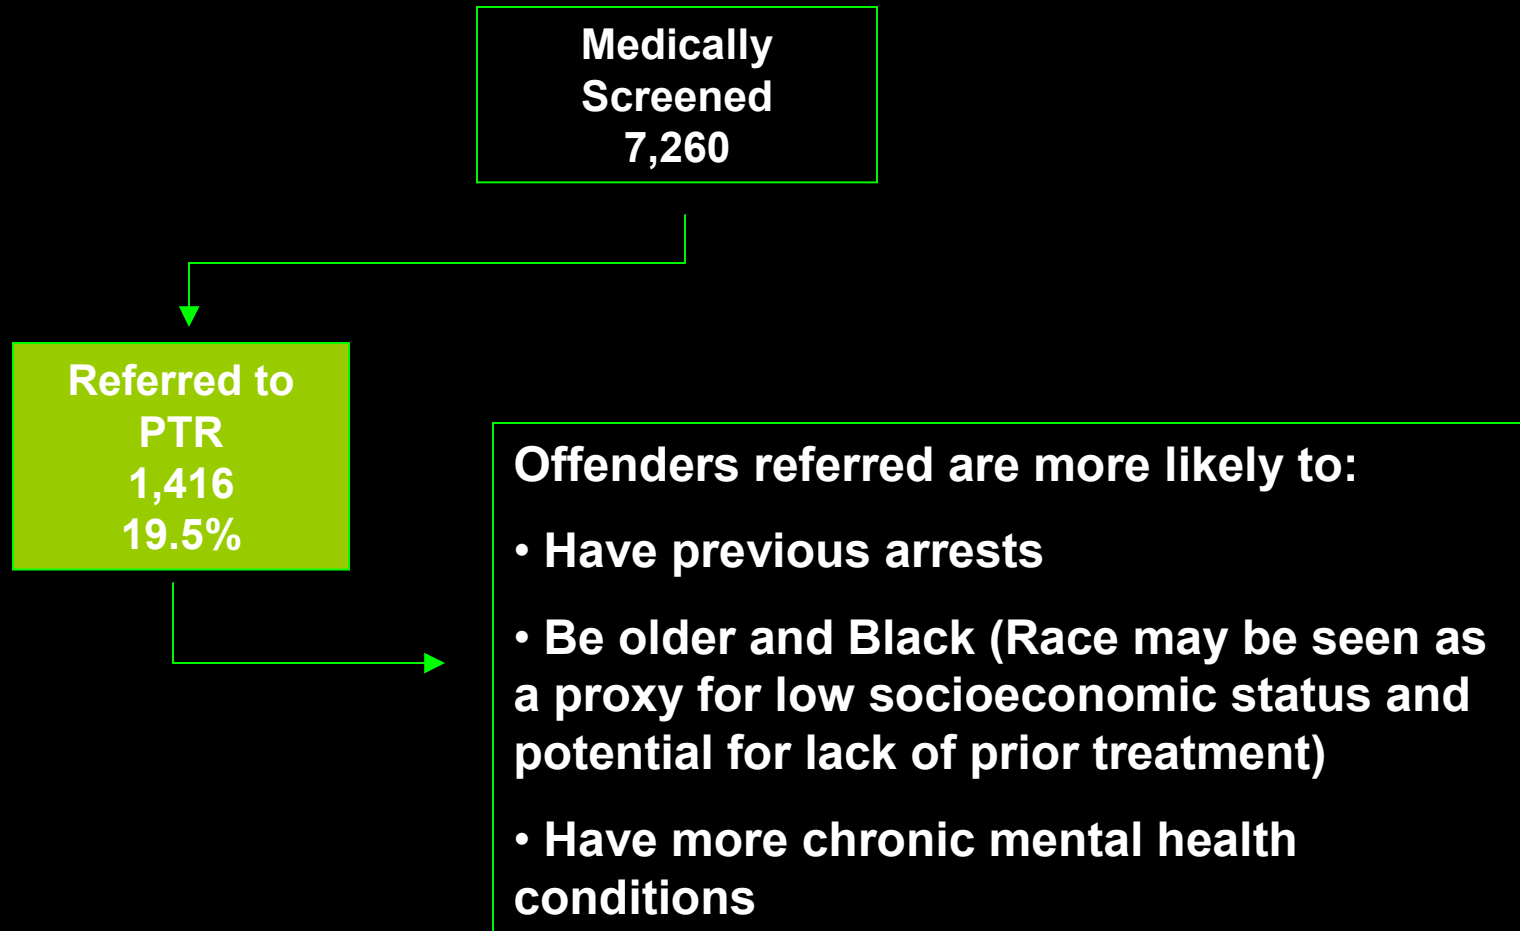 Medically
Screened
7,260
Referred to
PTR
1,416
19.5%
Offenders referred are more likely to:
• Have previous arrests
• Be older and Black (Race may be seen as
a proxy for low socioeconomic status and
potential for lack of prior treatment)
• Have more chronic mental health
conditions